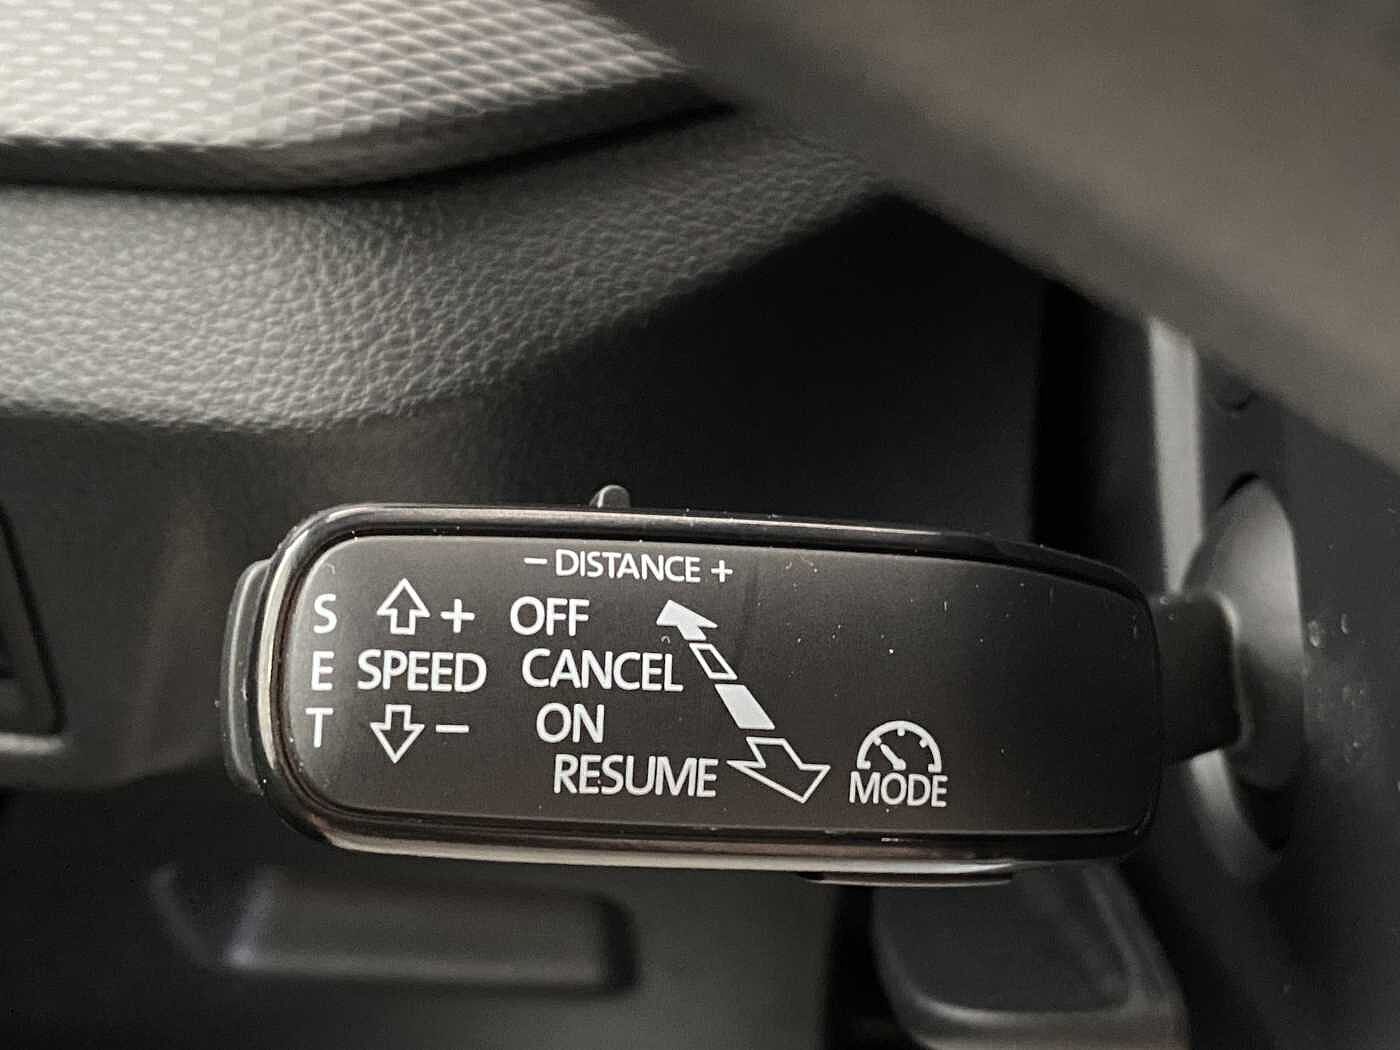 − DISTANCE +
S + OFF
E SPEED CANCEL
T − ON
RESUME
MODE